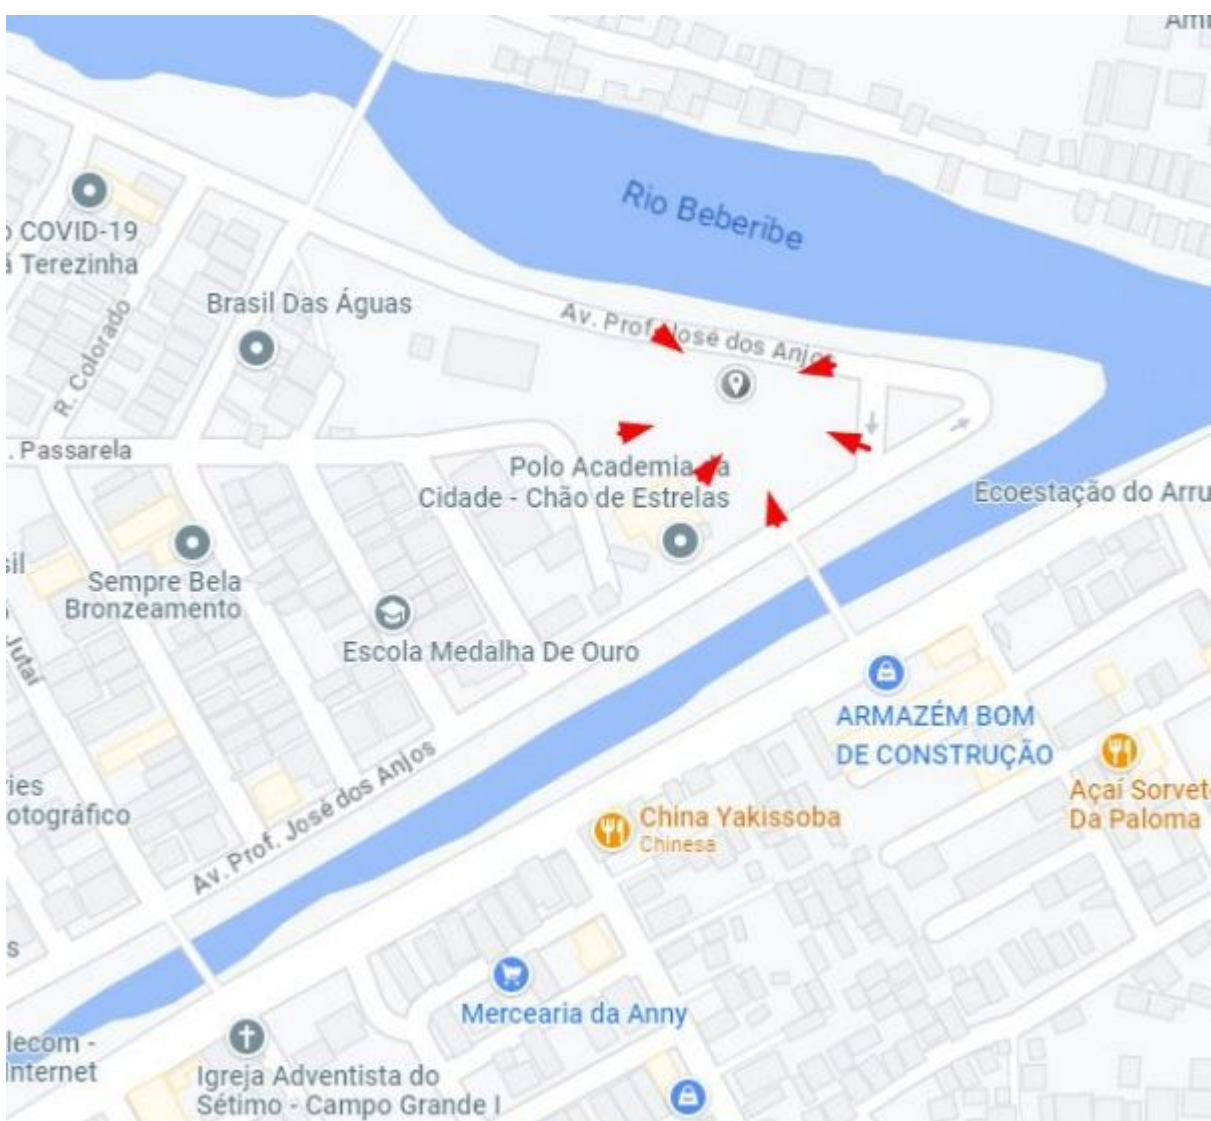 Rio Beberibe
COVID-19
Terezinha
Brasil Das Águas
Av. Prof. José dos Anjos
R. Colorado
. Passarela
Polo Academia da
Cidade - Chão de Estrelas
Ecoestação do Arru
Sempre Bela
Bronzeamento
Escola Medalha De Ouro
Jutaí
ARMAZÉM BOM
DE CONSTRUÇÃO
Av. Prof. José dos Anjos
otográfico
China Yakissoba
Chinesa
Açaí Sorvet
Da Paloma
Mercearia da Anny
lecom -
Internet
Igreja Adventista do
Sétimo - Campo Grande I